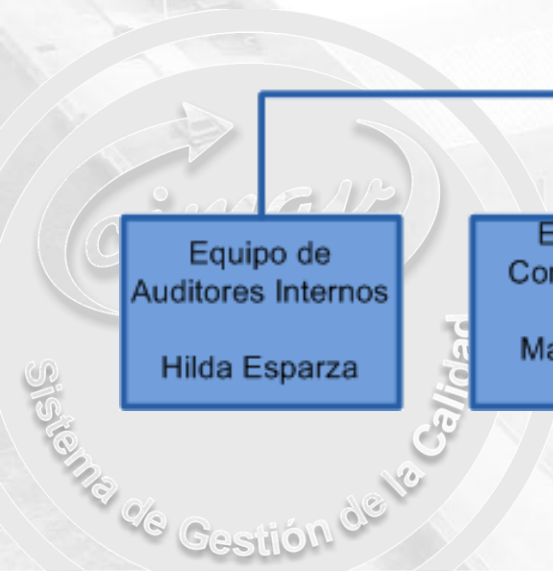 Equipo de
Auditores Internos
Hilda Esparza
Sistema de Gestión de la Calidad